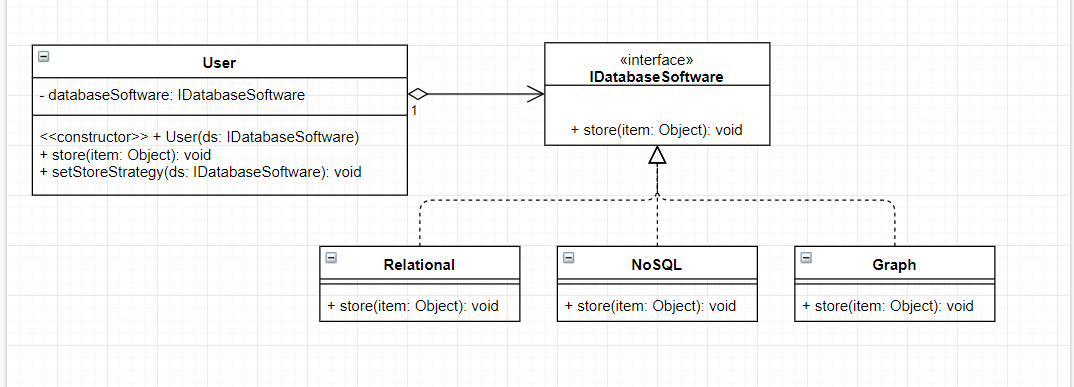 User
- databaseSoftware: IDatabaseSoftware
<<constructor>> + User(ds: IDatabaseSoftware)
+ store(item: Object): void
+ setStoreStrategy(ds: IDatabaseSoftware): void
1
«interface»
IDatabaseSoftware
+ store(item: Object): void
Relational
+ store(item: Object): void
NoSQL
+ store(item: Object): void
Graph
+ store(item: Object): void